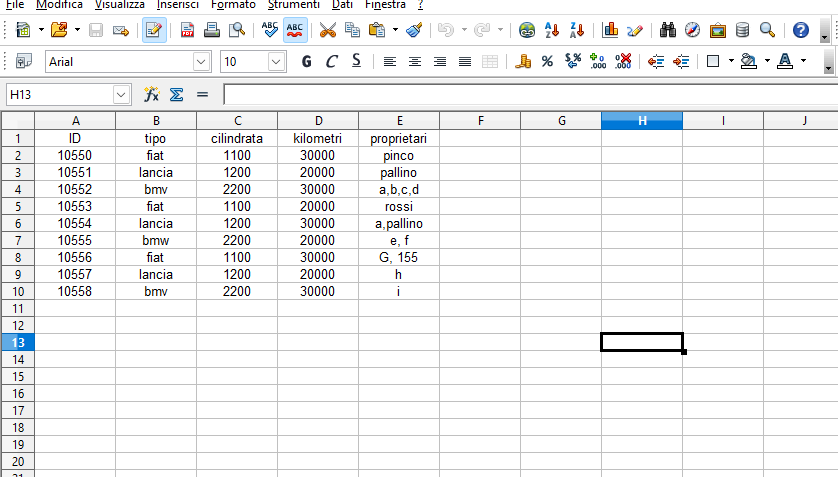 File Modifica Visualizza Inserisci Formato Strumenti Dati Finestra ?
Arial 10 G C S
H13
A B C D E F G H I J
1 ID tipo cilindrata kilometri proprietari
2 10550 fiat 1100 30000 pinco
3 10551 lancia 1200 20000 pallino
4 10552 bmv 2200 30000 a,b,c,d
5 10553 fiat 1100 20000 rossi
6 10554 lancia 1200 30000 a,pallino
7 10555 bmw 2200 20000 e, f
8 10556 fiat 1100 30000 G, 155
9 10557 lancia 1200 20000 h
10 10558 bmv 2200 30000 i
11
12
13
14
15
16
17
18
19
20